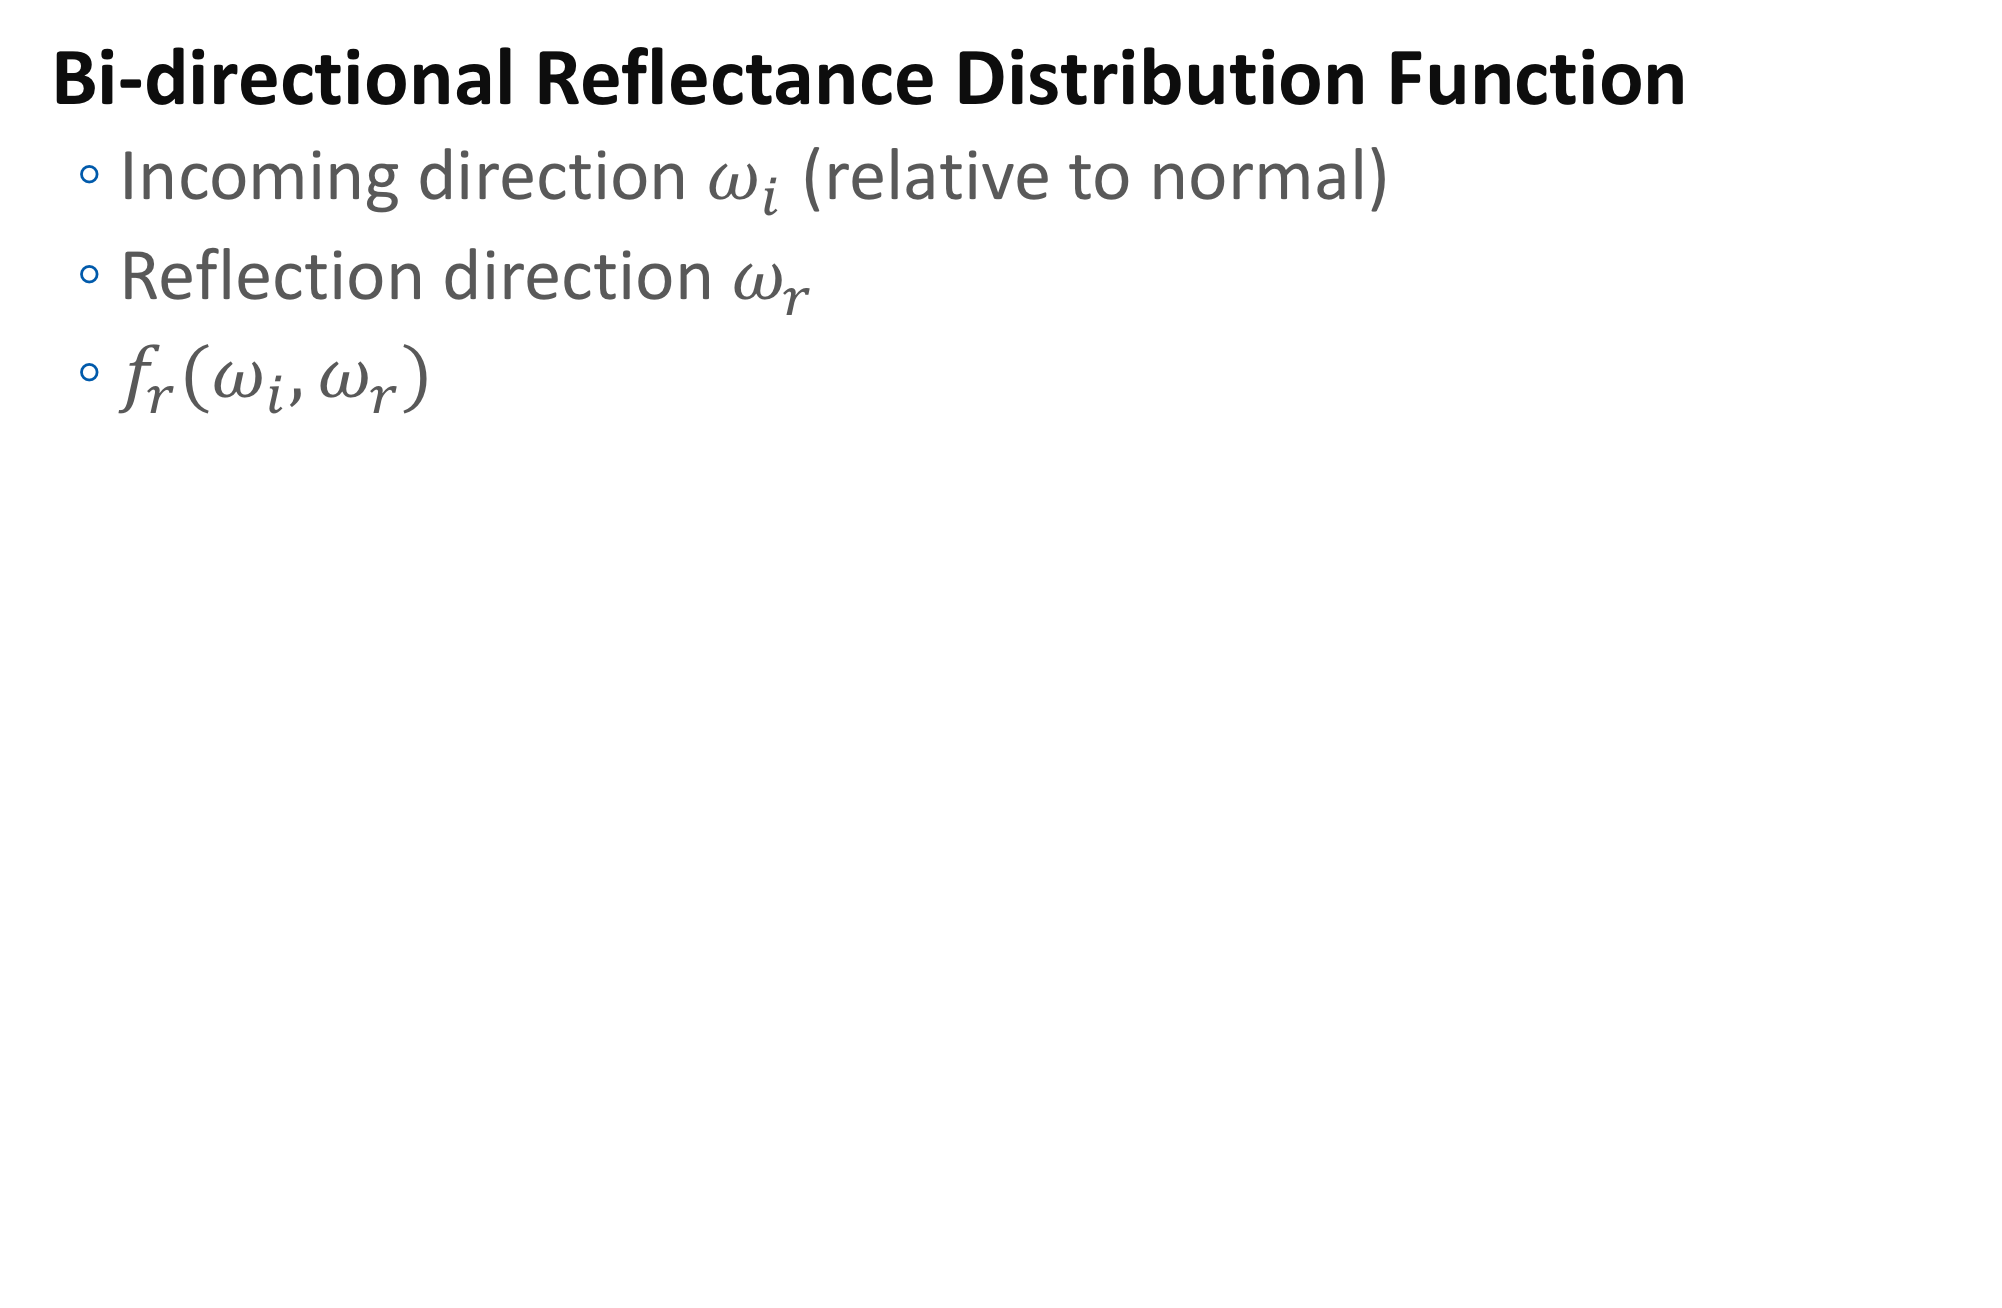 Bi-directional Reflectance Distribution Function
◦ Incoming direction ωᵢ (relative to normal)
◦ Reflection direction ωᵣ
◦ fᵣ(ωᵢ, ωᵣ)